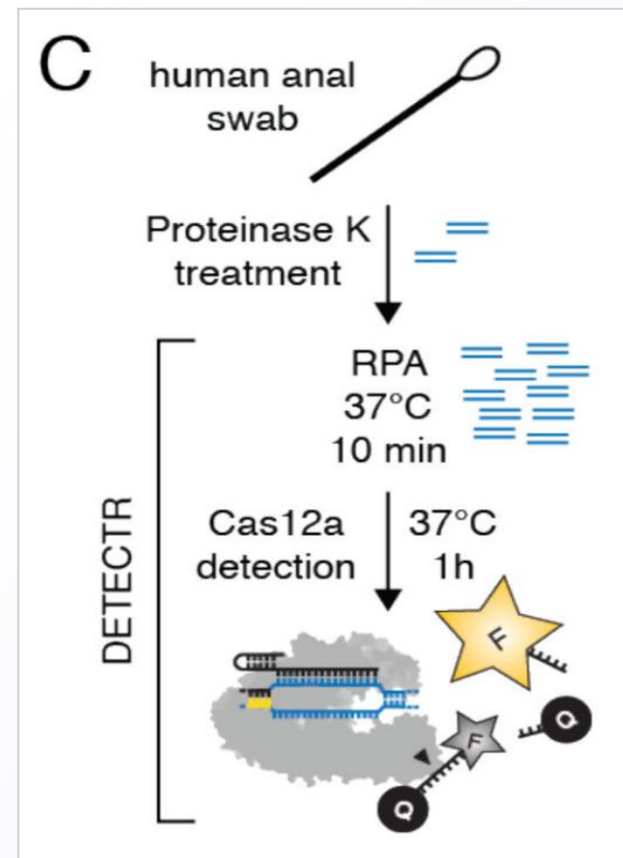 C
human anal
swab
Proteinase K
treatment
RPA
37°C
10 min
DETECTR
Cas12a
detection
37°C
1h
F
F
Q
Q